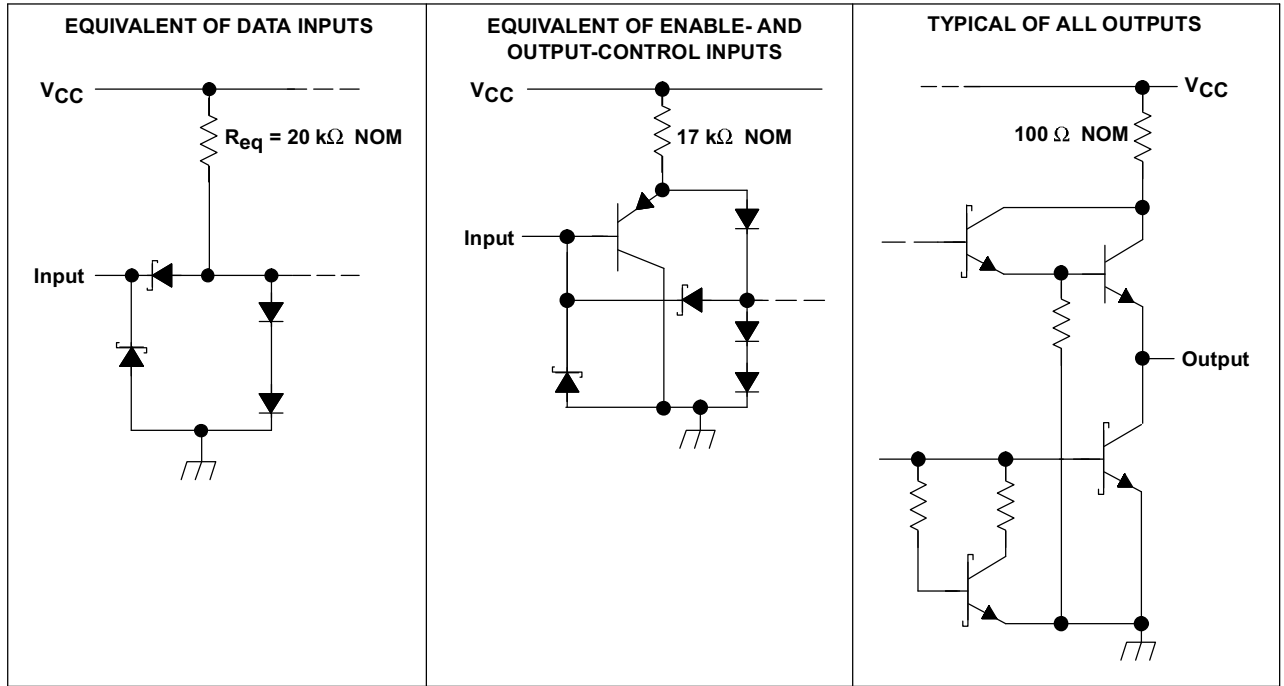 EQUIVALENT OF DATA INPUTS
VCC
Req = 20 kΩ NOM
Input
EQUIVALENT OF ENABLE- AND
OUTPUT-CONTROL INPUTS
VCC
17 kΩ NOM
Input
TYPICAL OF ALL OUTPUTS
VCC
100 Ω NOM
Output